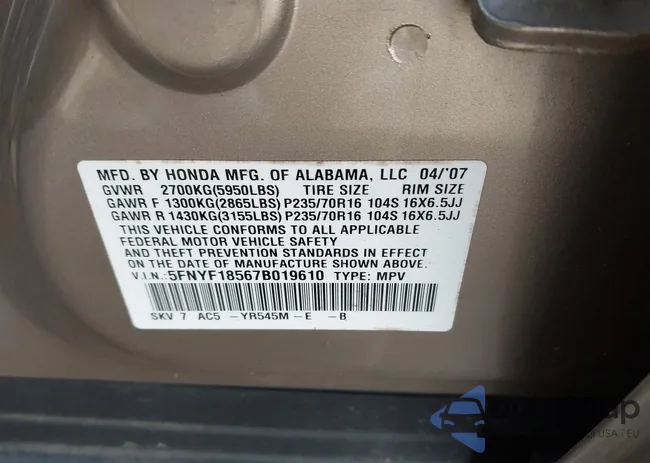 MFD. BY HONDA MFG. OF ALABAMA, LLC 04/'07
GVWR 2700KG(5950LBS) TIRE SIZE RIM SIZE
GAWR F 1300KG(2865LBS) P235/70R16 104S 16X6.5JJ
GAWR R 1430KG(3155LBS) P235/70R16 104S 16X6.5JJ
THIS VEHICLE CONFORMS TO ALL APPLICABLE
FEDERAL MOTOR VEHICLE SAFETY
AND THEFT PREVENTION STANDARDS IN EFFECT
ON THE DATE OF MANUFACTURE SHOWN ABOVE.
V.I.N.: 5FNYF18567B019610 TYPE: MPV
SKV 7 AC5 -YR545M-E -B